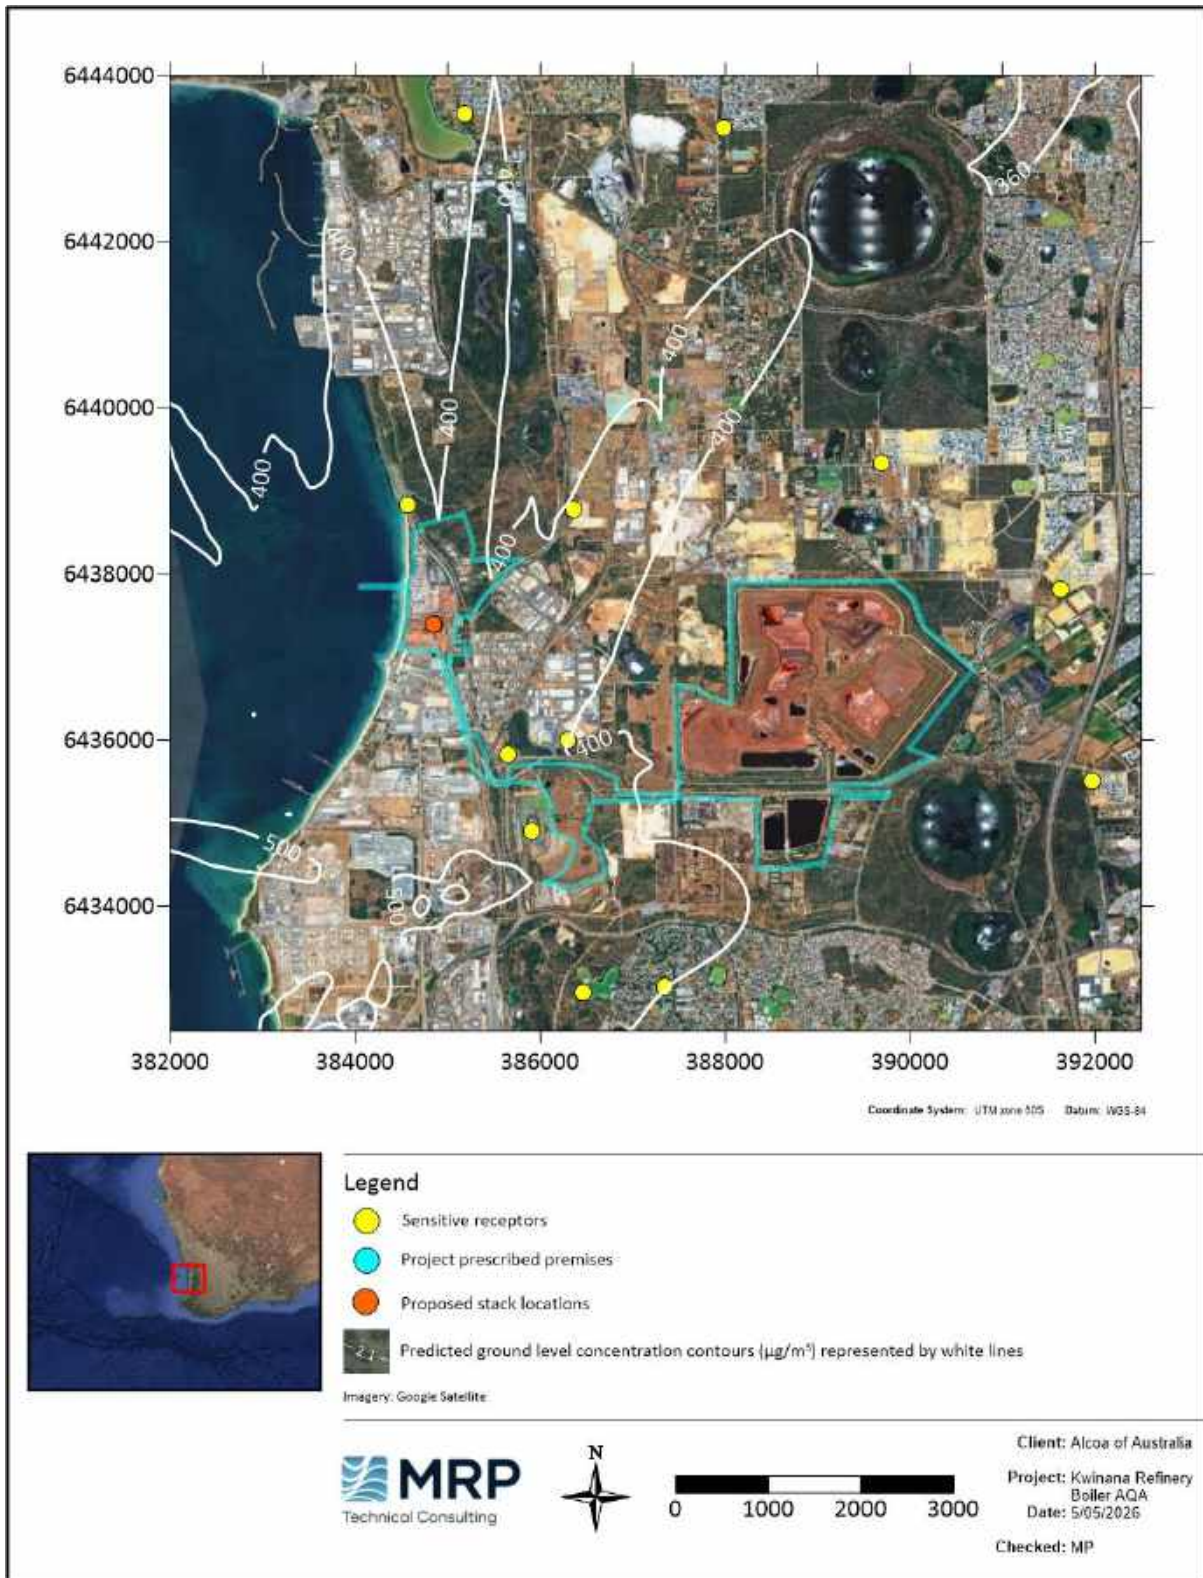 6444000
6442000
6440000
6438000
6436000
6434000
400
400
360
400
400
400
400
400
400
500
500
382000
384000
386000
388000
390000
392000
Coordinate System: UTM zone 50S Datum: WGS-84
Legend
Sensitive receptors
Project prescribed premises
Proposed stack locations
Predicted ground level concentration contours (µg/m³) represented by white lines
Imagery: Google Satellite
MRP
Technical Consulting
N
0 1000 2000 3000
Client: Alcoa of Australia
Project: Kwinana Refinery
Boiler AQA
Date: 5/05/2026
Checked: MP